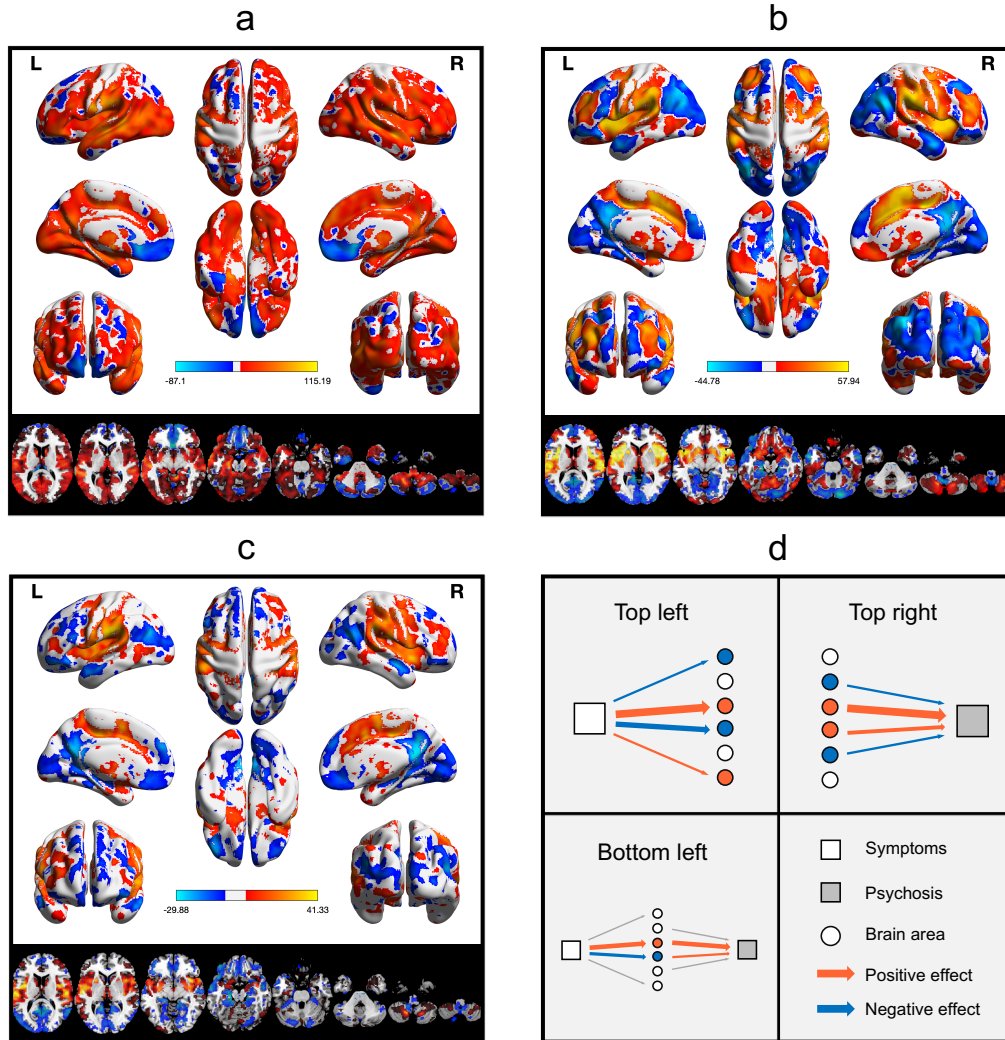 a
L R
-87.1 115.19
b
L R
-44.78 57.94
c
L R
-29.88 41.33
d
Top left
Top right
Bottom left
Symptoms
Psychosis
Brain area
Positive effect
Negative effect